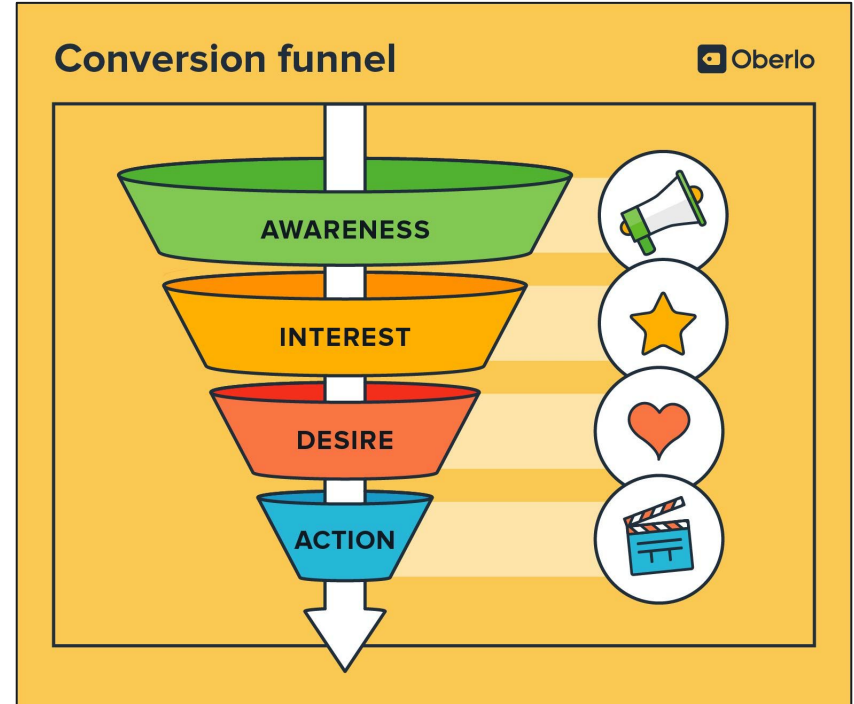 Conversion funnel
Oberlo
AWARENESS
INTEREST
DESIRE
ACTION